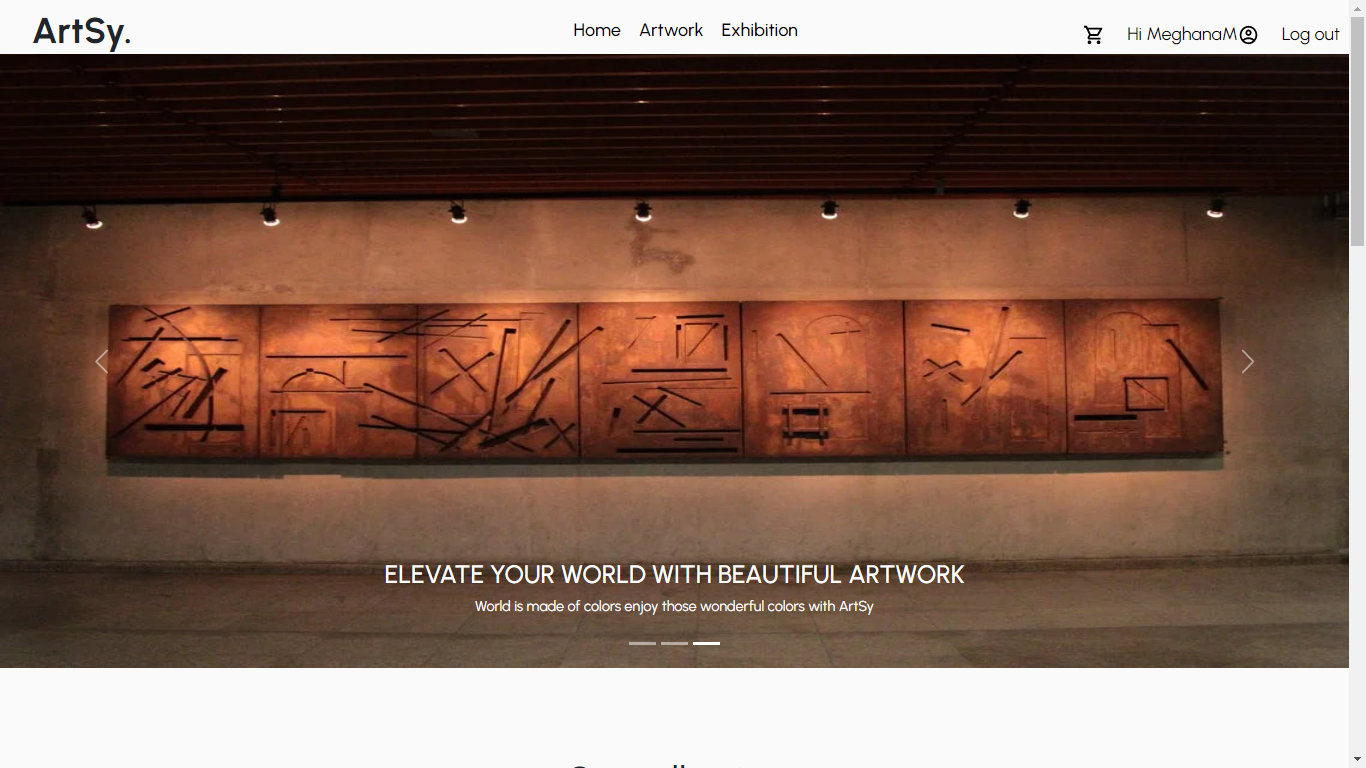 ArtSy.
Home Artwork Exhibition
Hi MeghanaM Log out
ELEVATE YOUR WORLD WITH BEAUTIFUL ARTWORK
World is made of colors enjoy those wonderful colors with ArtSy